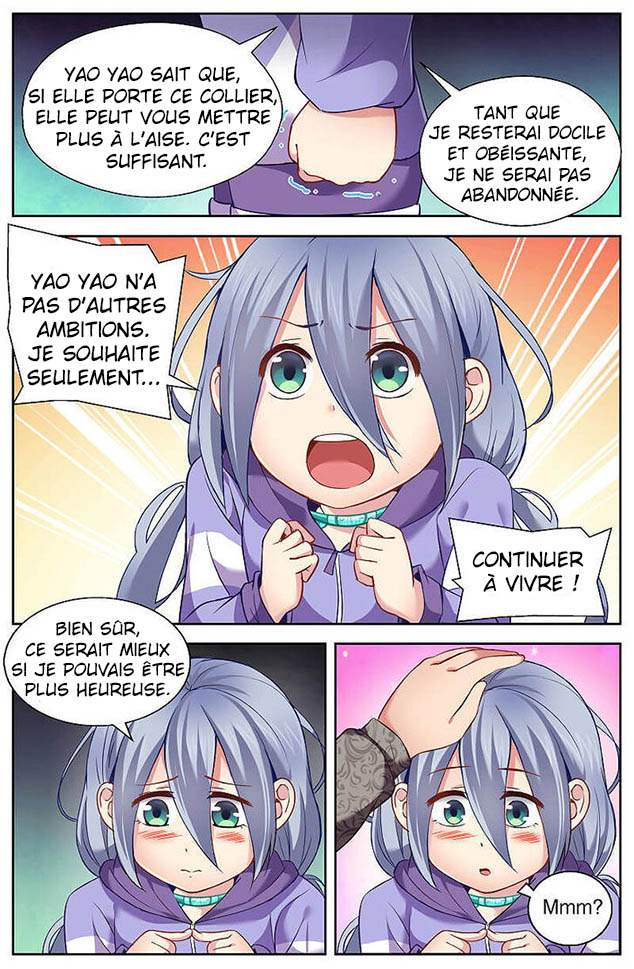 YAO YAO SAIT QUE,
SI ELLE PORTE CE COLLIER,
ELLE PEUT VOUS METTRE
PLUS À L'AISE. C'EST
SUFFISANT.
TANT QUE
JE RESTERAI DOCILE
ET OBÉISSANTE,
JE NE SERAI PAS
ABANDONNÉE.
YAO YAO N'A
PAS D'AUTRES
AMBITIONS.
JE SOUHAITE
SEULEMENT...
CONTINUER
À VIVRE !
BIEN SÛR,
CE SERAIT MIEUX
SI JE POUVAIS ÊTRE
PLUS HEUREUSE.
Mmm?